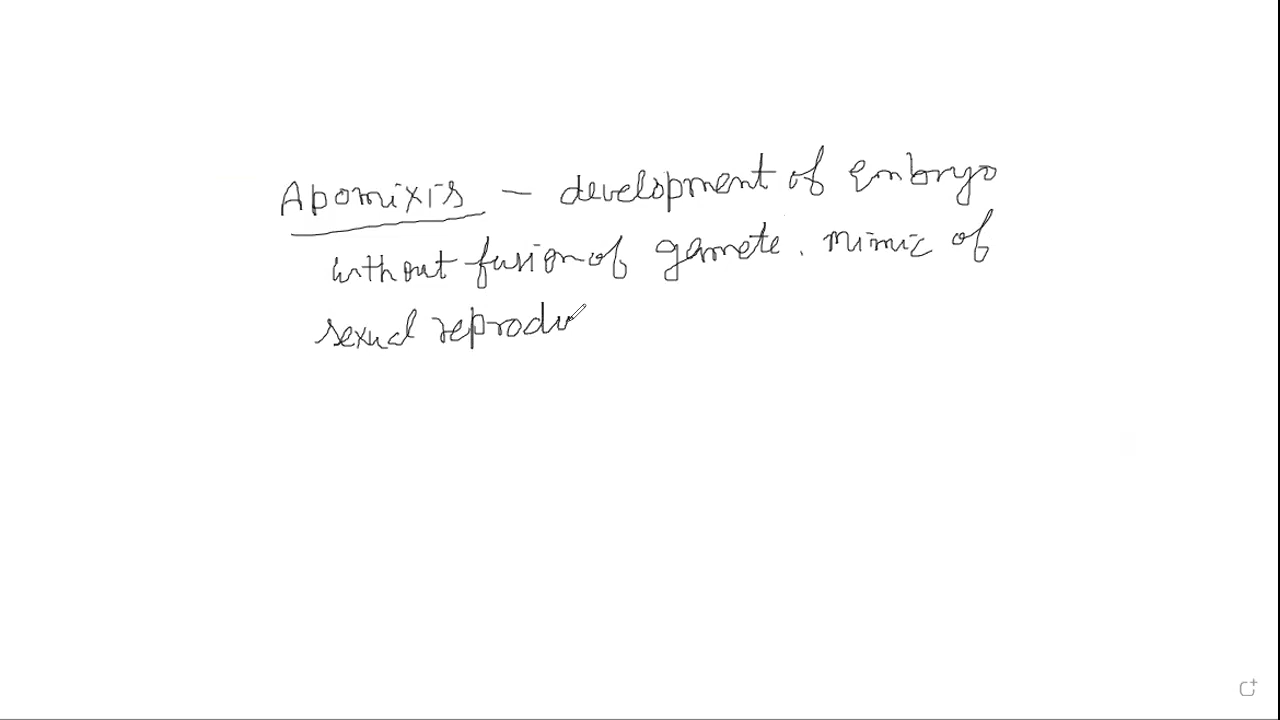 Apomixis – development of embryo
without fusion of gamete. mimic of
sexual reprodu